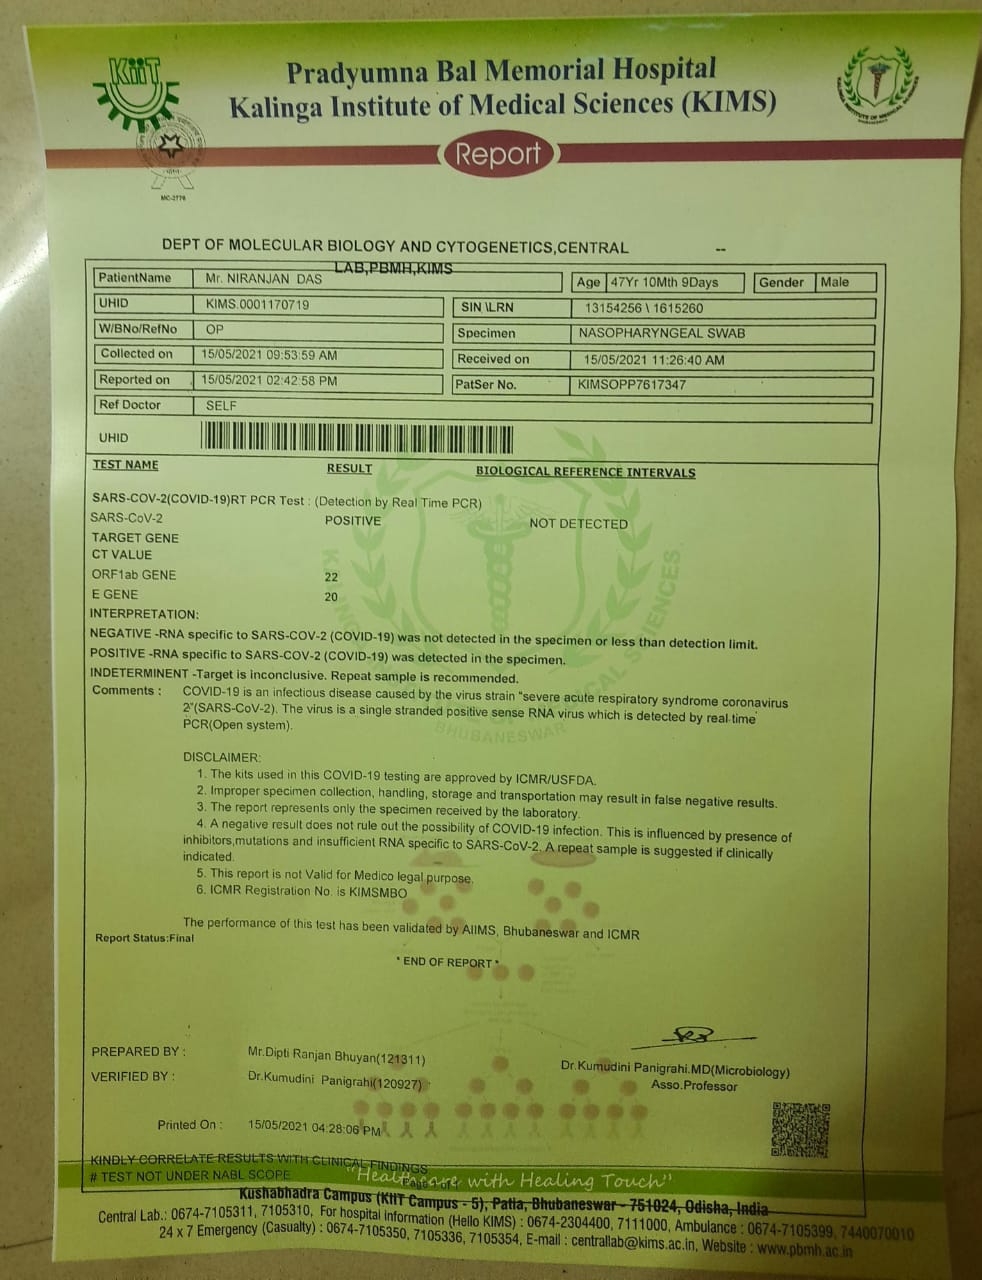 KiiT
Pradyumna Bal Memorial Hospital
Kalinga Institute of Medical Sciences (KIMS)
MC-2776
Report
DEPT OF MOLECULAR BIOLOGY AND CYTOGENETICS,CENTRAL --
LAB,PBMH,KIMS
PatientName Mr. NIRANJAN DAS Age 47Yr 10Mth 9Days Gender Male
UHID KIMS.0001170719 SIN \LRN 13154256 \ 1615260
W/BNo/RefNo OP Specimen NASOPHARYNGEAL SWAB
Collected on 15/05/2021 09:53:59 AM Received on 15/05/2021 11:26:40 AM
Reported on 15/05/2021 02:42:58 PM PatSer No. KIMSOPP7617347
Ref Doctor SELF
UHID
TEST NAME RESULT BIOLOGICAL REFERENCE INTERVALS
SARS-COV-2(COVID-19)RT PCR Test : (Detection by Real Time PCR)
SARS-CoV-2 POSITIVE NOT DETECTED
TARGET GENE
CT VALUE
ORF1ab GENE 22
E GENE 20
INTERPRETATION:
NEGATIVE -RNA specific to SARS-COV-2 (COVID-19) was not detected in the specimen or less than detection limit.
POSITIVE -RNA specific to SARS-COV-2 (COVID-19) was detected in the specimen.
INDETERMINENT -Target is inconclusive. Repeat sample is recommended.
Comments : COVID-19 is an infectious disease caused by the virus strain "severe acute respiratory syndrome coronavirus
2"(SARS-CoV-2). The virus is a single stranded positive sense RNA virus which is detected by real time
PCR(Open system).
BHUBANESWAR
DISCLAIMER:
1. The kits used in this COVID-19 testing are approved by ICMR/USFDA.
2. Improper specimen collection, handling, storage and transportation may result in false negative results.
3. The report represents only the specimen received by the laboratory.
4. A negative result does not rule out the possibility of COVID-19 infection. This is influenced by presence of
inhibitors,mutations and insufficient RNA specific to SARS-CoV-2. A repeat sample is suggested if clinically
indicated.
5. This report is not Valid for Medico legal purpose.
6. ICMR Registration No. is KIMSMBO
The performance of this test has been validated by AIIMS, Bhubaneswar and ICMR
Report Status:Final
* END OF REPORT *
PREPARED BY : Mr.Dipti Ranjan Bhuyan(121311)
VERIFIED BY : Dr.Kumudini Panigrahi(120927)
Dr.Kumudini Panigrahi.MD(Microbiology)
Asso.Professor
Printed On : 15/05/2021 04:28:06 PM
KINDLY CORRELATE RESULTS WITH CLINICAL FINDINGS
# TEST NOT UNDER NABL SCOPE
"Healthcare with Healing Touch"
Kushabhadra Campus (KIIT Campus - 5), Patia, Bhubaneswar - 751024, Odisha, India
Central Lab.: 0674-7105311, 7105310, For hospital information (Hello KIMS) : 0674-2304400, 7111000, Ambulance : 0674-7105399, 7440070010
24 x 7 Emergency (Casualty) : 0674-7105350, 7105336, 7105354, E-mail : centrallab@kims.ac.in, Website : www.pbmh.ac.in